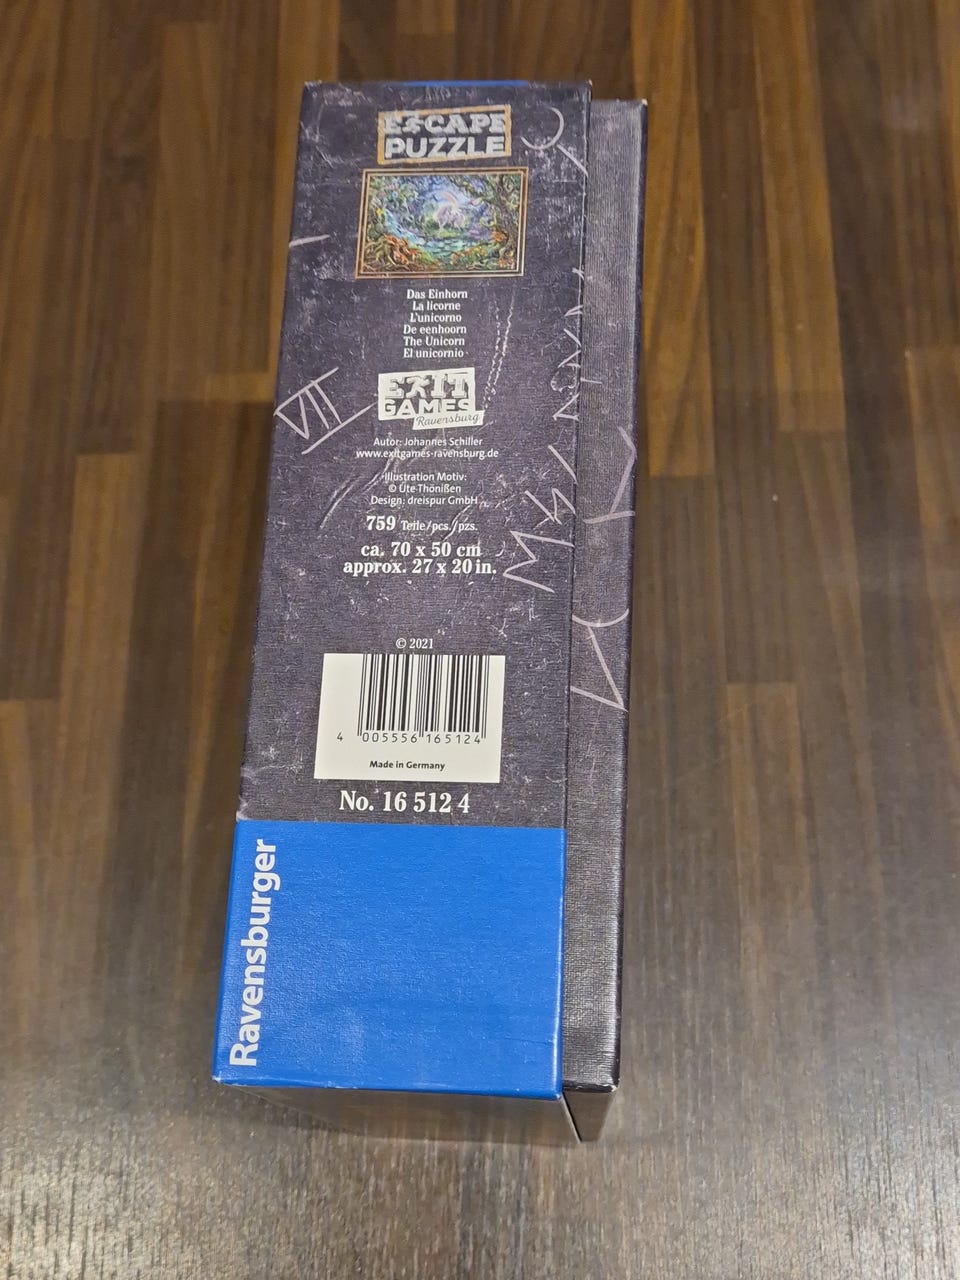 ESCAPE
PUZZLE
Das Einhorn
La licorne
L'unicorno
De eenhoorn
The Unicorn
El unicornio
VII
EXIT
GAMES
Ravensburg
Autor: Johannes Schiller
www.exitgames-ravensburg.de
Illustration Motiv:
© Ute Thönißen
Design: dreispur GmbH
759 Teile/pcs./pzs.
ca. 70 x 50 cm
approx. 27 x 20 in.
© 2021
4 005556 165124
Made in Germany
No. 16 512 4
Ravensburger